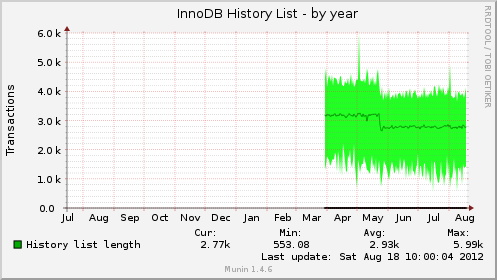 InnoDB History List - by year
RRDTOOL / TOBI OETIKER
Transactions
6.0 k
5.0 k
4.0 k
3.0 k
2.0 k
1.0 k
0.0
Jul Aug Sep Oct Nov Dec Jan Feb Mar Apr May Jun Jul Aug
Cur: Min: Avg: Max:
History list length 2.77k 553.08 2.93k 5.99k
Last update: Sat Aug 18 10:00:04 2012
Munin 1.4.6